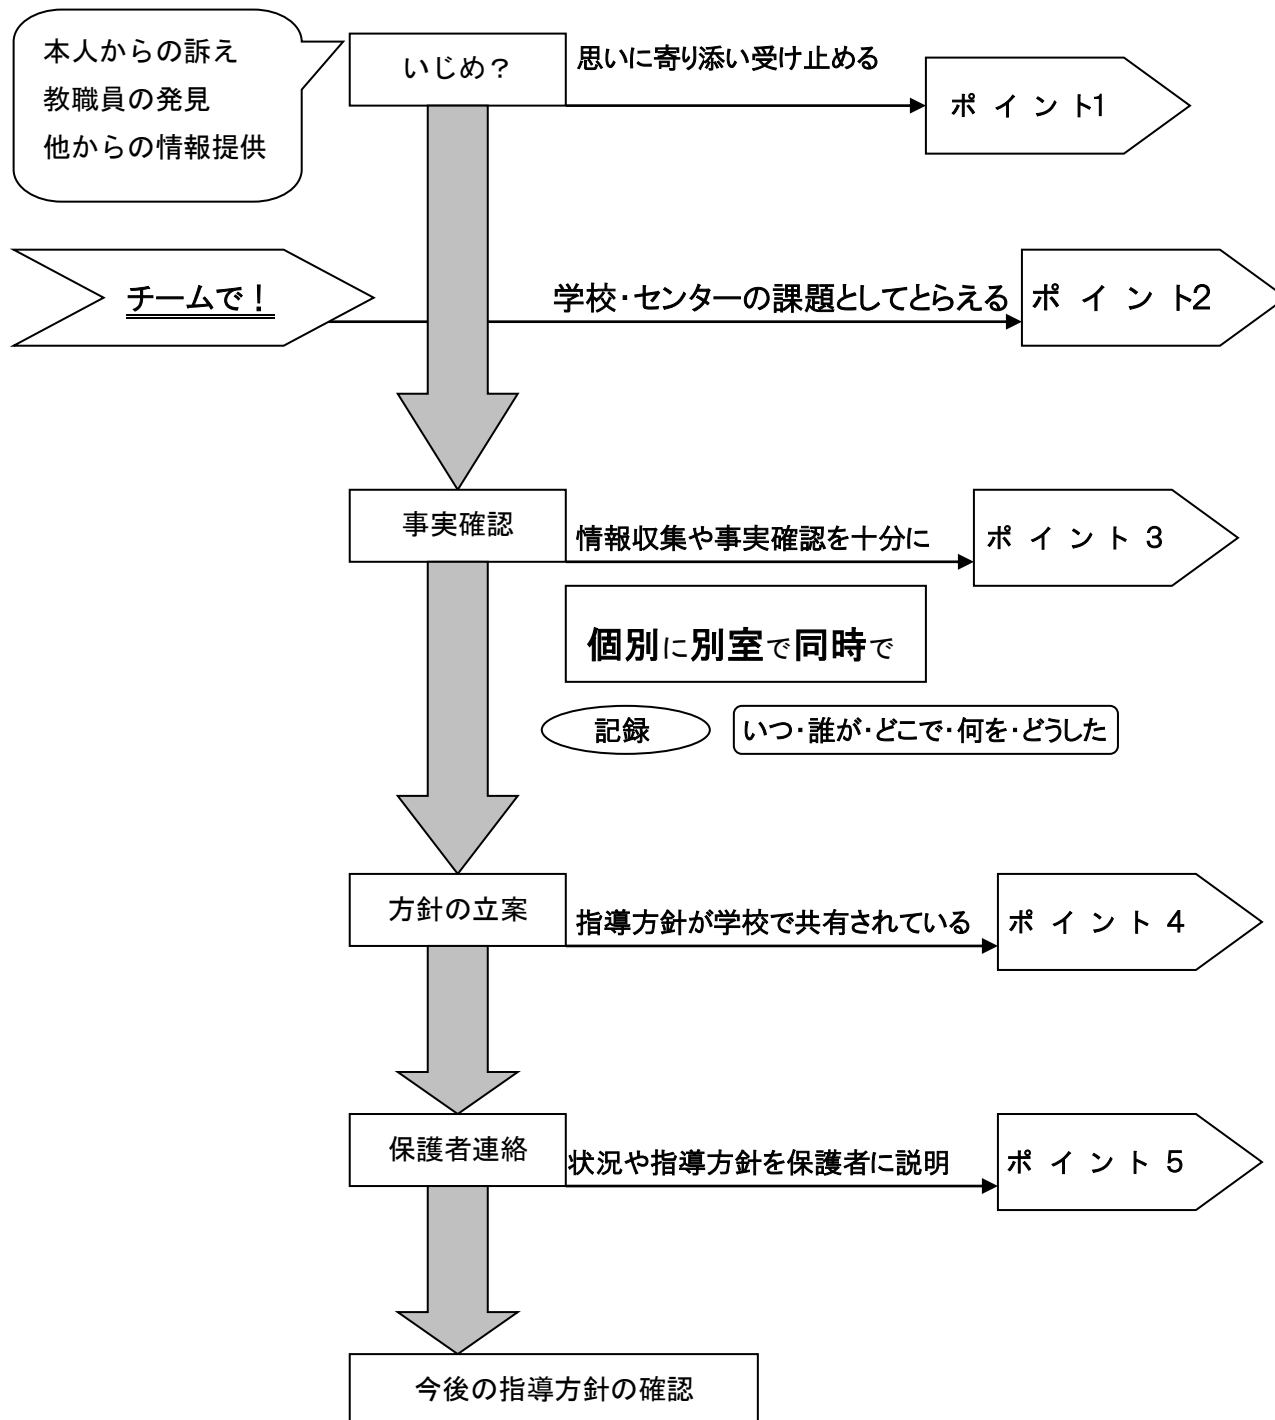 本人からの訴え
教職員の発見
他からの情報提供
いじめ？
思いに寄り添い受け止める
ポイント1
チームで！
学校・センターの課題としてとらえる
ポイント2
事実確認
情報収集や事実確認を十分に
ポイント３
個別に別室で同時で
記録
いつ・誰が・どこで・何を・どうした
方針の立案
指導方針が学校で共有されている
ポイント４
保護者連絡
状況や指導方針を保護者に説明
ポイント５
今後の指導方針の確認